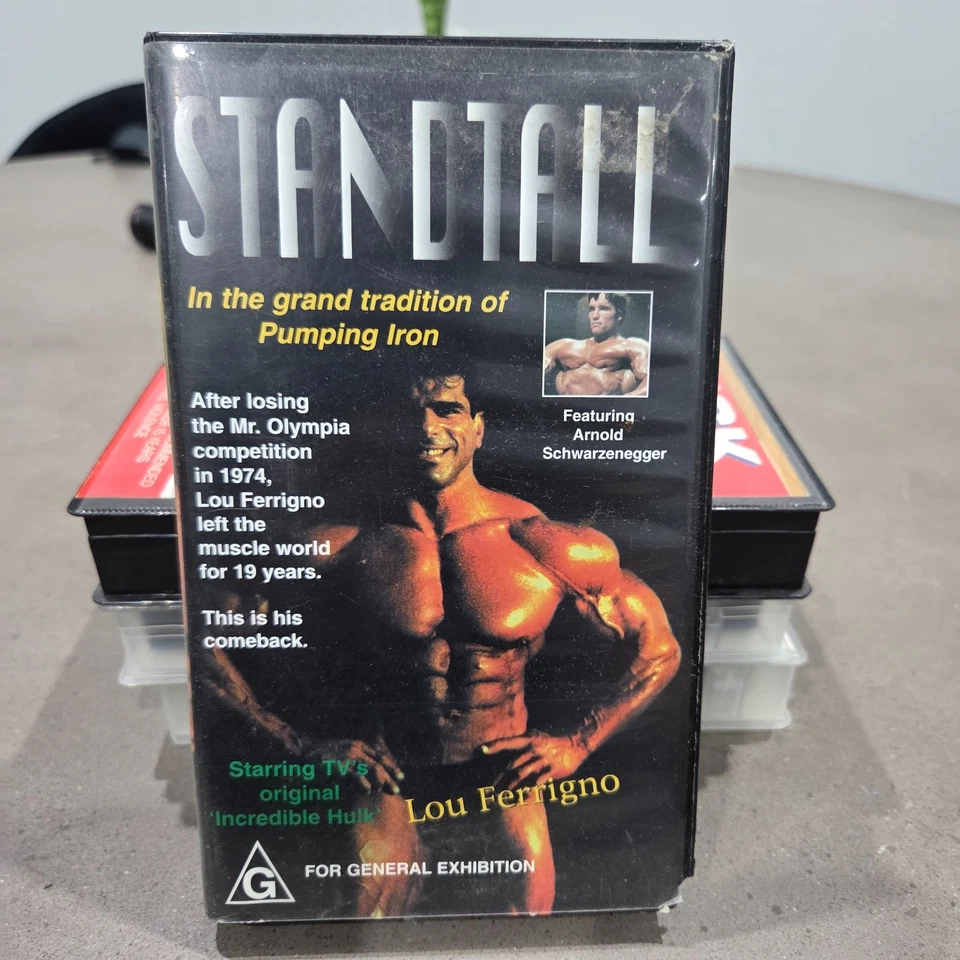 STANDTALL
In the grand tradition of
Pumping Iron
After losing
the Mr. Olympia
competition
in 1974,
Lou Ferrigno
left the
muscle world
for 19 years.
This is his
comeback.
Featuring
Arnold
Schwarzenegger
Starring TV's
original
'Incredible Hulk'
Lou Ferrigno
G
FOR GENERAL EXHIBITION